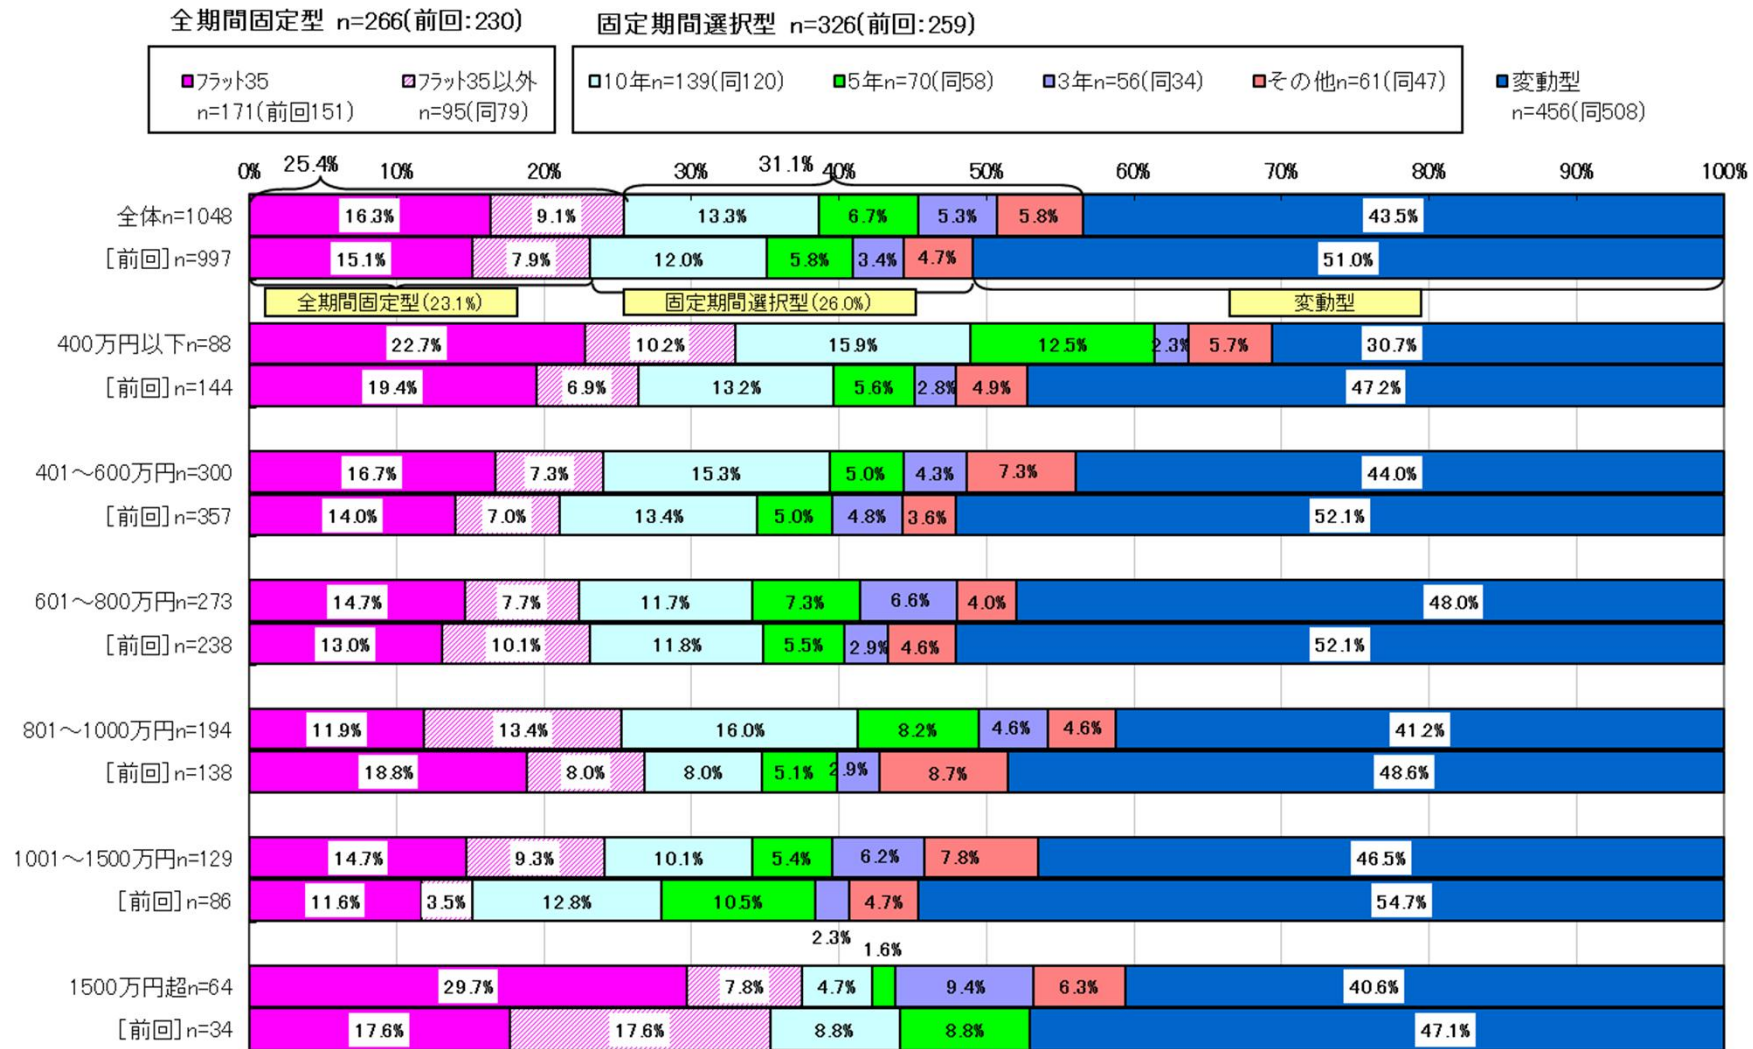 全期間固定型 n=266(前回:230)
固定期間選択型 n=326(前回:259)
■フラット35
n=171(前回151)
フラット35以外
n=95(同79)
□10年n=139(同120)
■5年n=70(同58)
■3年n=56(同34)
■その他n=61(同47)
■変動型
n=456(同508)
25.4%
31.1%
0% 10% 20% 30% 40% 50% 60% 70% 80% 90% 100%
全体n=1048 16.3% 9.1% 13.3% 6.7% 5.3% 5.8% 43.5%
[前回]n=997 15.1% 7.9% 12.0% 5.8% 3.4% 4.7% 51.0%
全期間固定型(23.1%) 固定期間選択型(26.0%) 変動型
400万円以下n=88 22.7% 10.2% 15.9% 12.5% 2.3% 5.7% 30.7%
[前回]n=144 19.4% 6.9% 13.2% 5.6% 2.8% 4.9% 47.2%
401～600万円n=300 16.7% 7.3% 15.3% 5.0% 4.3% 7.3% 44.0%
[前回]n=357 14.0% 7.0% 13.4% 5.0% 4.8% 3.6% 52.1%
601～800万円n=273 14.7% 7.7% 11.7% 7.3% 6.6% 4.0% 48.0%
[前回]n=238 13.0% 10.1% 11.8% 5.5% 2.9% 4.6% 52.1%
801～1000万円n=194 11.9% 13.4% 16.0% 8.2% 4.6% 4.6% 41.2%
[前回]n=138 18.8% 8.0% 8.0% 5.1% 2.9% 8.7% 48.6%
1001～1500万円n=129 14.7% 9.3% 10.1% 5.4% 6.2% 7.8% 46.5%
[前回]n=86 11.6% 3.5% 12.8% 10.5% 4.7% 54.7%
2.3% 1.6%
1500万円超n=64 29.7% 7.8% 4.7% 9.4% 6.3% 40.6%
[前回]n=34 17.6% 17.6% 8.8% 8.8% 47.1%